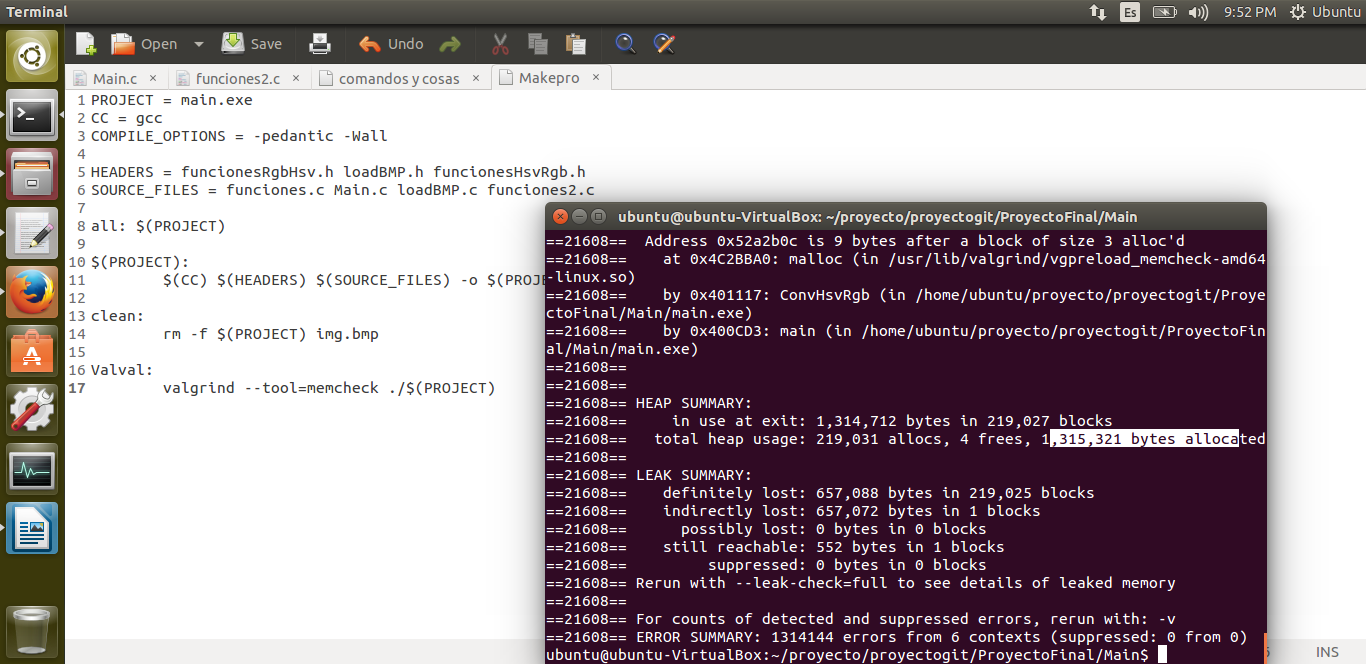 Terminal
Es
9:52 PM
Ubuntu
Open
Save
Undo
Main.c ×
funciones2.c ×
comandos y cosas ×
Makepro ×
1 PROJECT = main.exe
2 CC = gcc
3 COMPILE_OPTIONS = -pedantic -Wall
4
5 HEADERS = funcionesRgbHsv.h loadBMP.h funcionesHsvRgb.h
6 SOURCE_FILES = funciones.c Main.c loadBMP.c funciones2.c
7
8 all: $(PROJECT)
9
10 $(PROJECT):
11 $(CC) $(HEADERS) $(SOURCE_FILES) -o $(PROJE
12
13 clean:
14 rm -f $(PROJECT) img.bmp
15
16 Valval:
17 valgrind --tool=memcheck ./$(PROJECT)
ubuntu@ubuntu-VirtualBox: ~/proyecto/proyectogit/ProyectoFinal/Main
==21608== Address 0x52a2b0c is 9 bytes after a block of size 3 alloc'd
==21608== at 0x4C2BBA0: malloc (in /usr/lib/valgrind/vgpreload_memcheck-amd64
-linux.so)
==21608== by 0x401117: ConvHsvRgb (in /home/ubuntu/proyecto/proyectogit/Proye
ctoFinal/Main/main.exe)
==21608== by 0x400CD3: main (in /home/ubuntu/proyecto/proyectogit/ProyectoFin
al/Main/main.exe)
==21608==
==21608==
==21608== HEAP SUMMARY:
==21608== in use at exit: 1,314,712 bytes in 219,027 blocks
==21608== total heap usage: 219,031 allocs, 4 frees, 1,315,321 bytes allocated
==21608==
==21608== LEAK SUMMARY:
==21608== definitely lost: 657,088 bytes in 219,025 blocks
==21608== indirectly lost: 657,072 bytes in 1 blocks
==21608== possibly lost: 0 bytes in 0 blocks
==21608== still reachable: 552 bytes in 1 blocks
==21608== suppressed: 0 bytes in 0 blocks
==21608== Rerun with --leak-check=full to see details of leaked memory
==21608==
==21608== For counts of detected and suppressed errors, rerun with: -v
==21608== ERROR SUMMARY: 1314144 errors from 6 contexts (suppressed: 0 from 0)
ubuntu@ubuntu-VirtualBox:~/proyecto/proyectogit/ProyectoFinal/Main$
INS